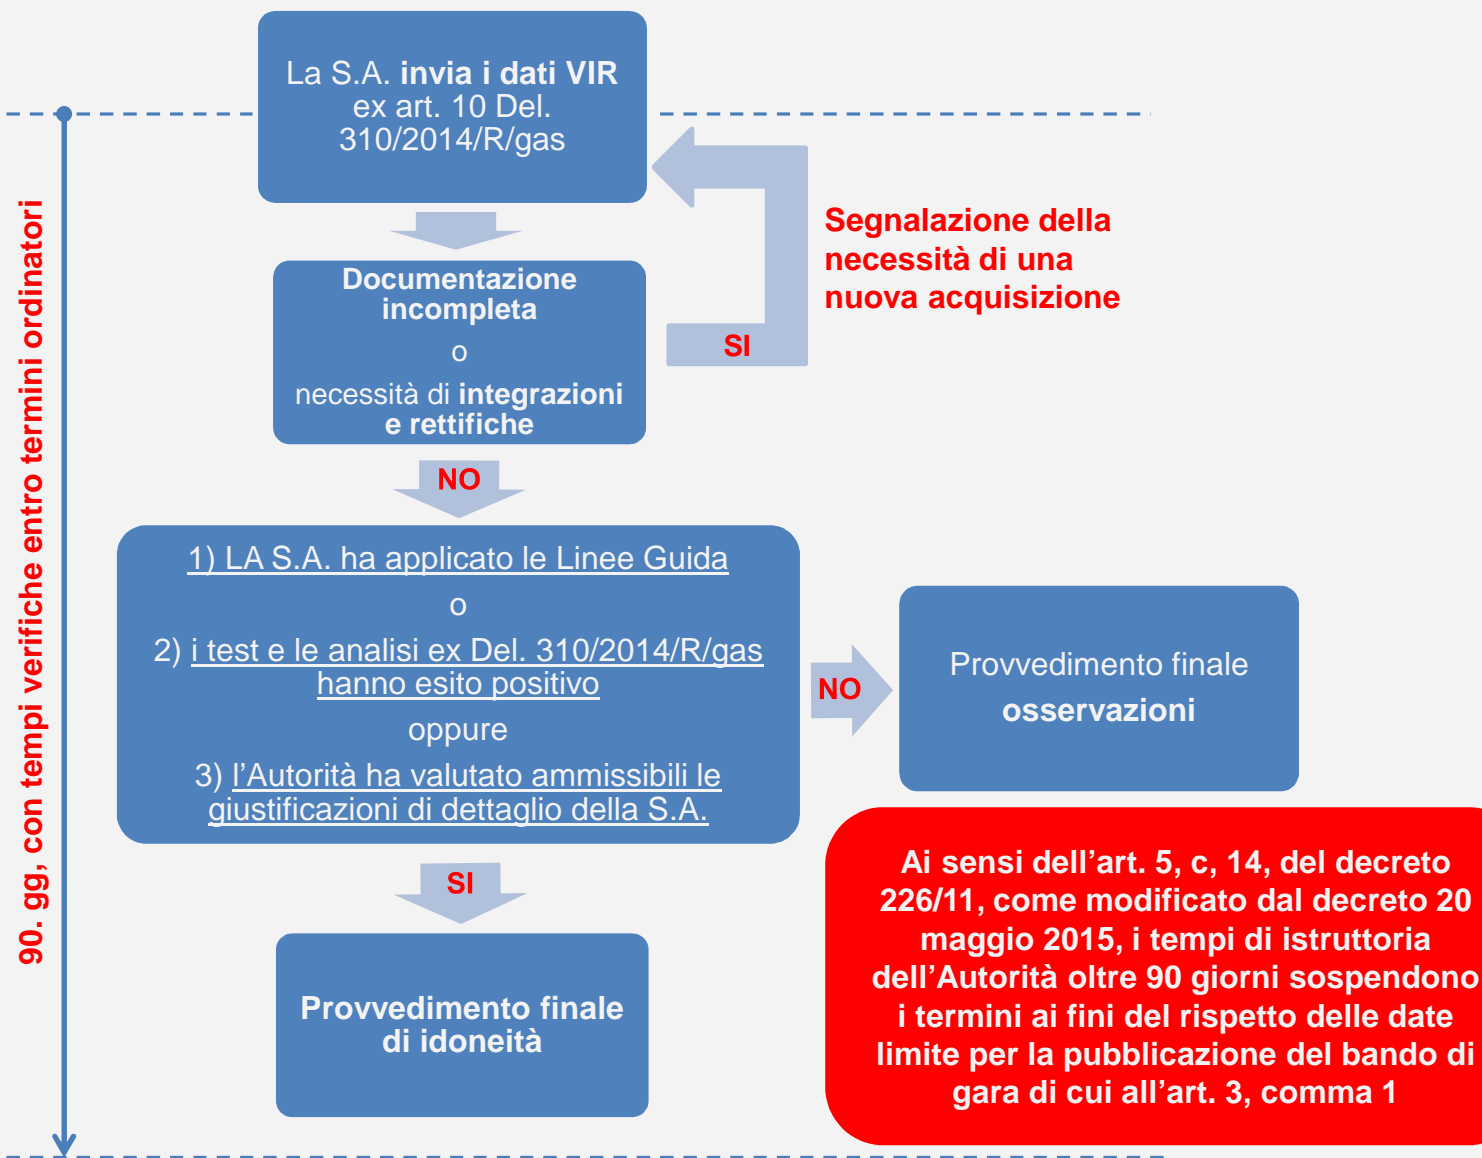 La S.A. invia i dati VIR
ex art. 10 Del.
310/2014/R/gas
Segnalazione della
necessità di una
nuova acquisizione
Documentazione
incompleta
o
necessità di integrazioni
e rettifiche
SI
NO
90. gg, con tempi verifiche entro termini ordinatori
1) LA S.A. ha applicato le Linee Guida
o
2) i test e le analisi ex Del. 310/2014/R/gas
hanno esito positivo
oppure
3) l’Autorità ha valutato ammissibili le
giustificazioni di dettaglio della S.A.
NO
Provvedimento finale
osservazioni
SI
Provvedimento finale
di idoneità
Ai sensi dell’art. 5, c, 14, del decreto
226/11, come modificato dal decreto 20
maggio 2015, i tempi di istruttoria
dell’Autorità oltre 90 giorni sospendono
i termini ai fini del rispetto delle date
limite per la pubblicazione del bando di
gara di cui all’art. 3, comma 1